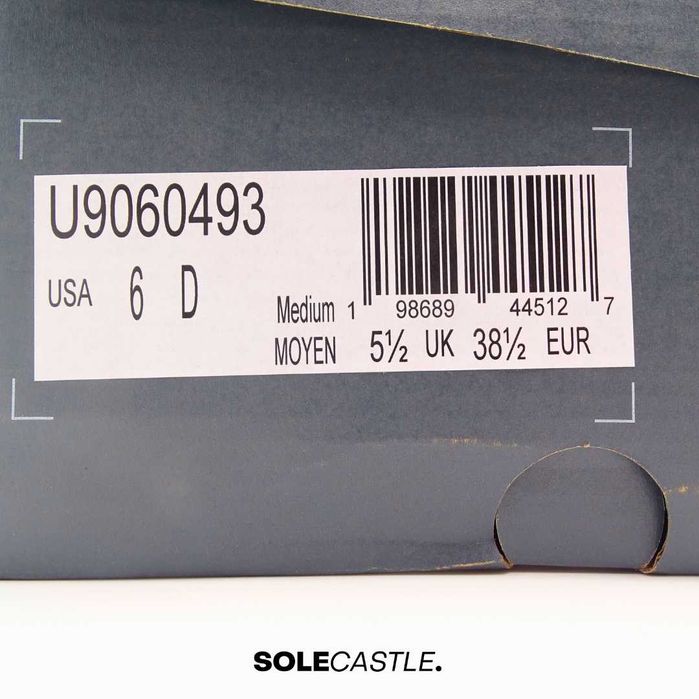 U9060493
USA 6 D
Medium 1 98689 44512 7
MOYEN 5½ UK 38½ EUR
SOLECASTLE.